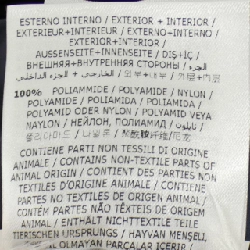 ESTERNO INTERNO / EXTERIOR + INTERIOR /
EXTERIEUR+INTERIEUR / EXTERNO+INTERNO
/ EXTERIOR+INTERIOR /
AUSSENSEITE+INNENSEITE / DIŞ+İÇ /
ВНЕШНЯЯ+ВНУТРЕННЯЯ СТОРОНЫ /
/
100% POLIAMMIDE / POLYAMIDE / NYLON /
POLYAMIDE / POLIAMIDA / POLIAMIDA /
POLYAMID ODER NYLON / POLYAMID VEYA
NAYLON / НЕЙЛОН, ПОЛИАМИД /
CONTIENE PARTI NON TESSILI DI ORIGINE
ANIMALE / CONTAINS NON-TEXTILE PARTS OF
ANIMAL ORIGIN / CONTIENT DES PARTIES NON
TEXTILES D'ORIGINE ANIMALE / CONTIENE
PARTES NO TEXTILES DE ORIGEN ANIMAL /
CONTÉM PARTES NÃO TÊXTEIS DE ORIGEM
ANIMAL / ENTHÄLT NICHTTEXTILE TEILE
TIERISCHEN URSPRUNGS / HAYVAN MENŞELİ
OLMAYAN PARÇALAR İÇERİR